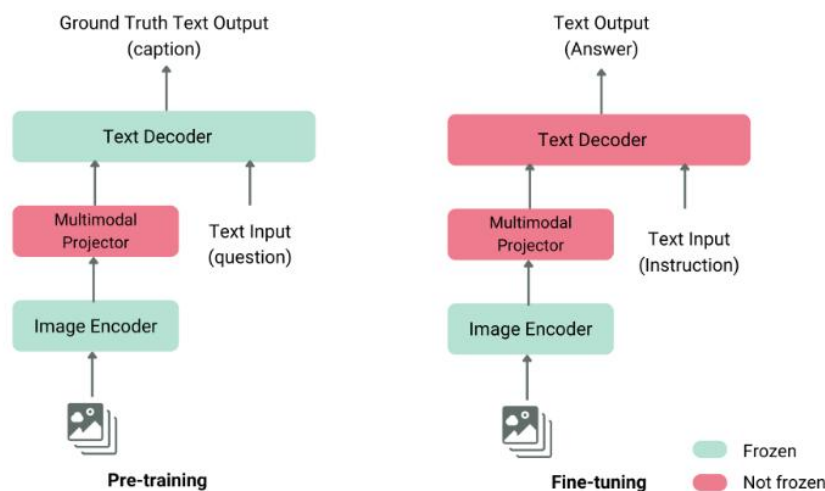 Ground Truth Text Output
(caption)
Text Decoder
Multimodal
Projector
Text Input
(question)
Image Encoder
Pre-training
Text Output
(Answer)
Text Decoder
Multimodal
Projector
Text Input
(Instruction)
Image Encoder
Fine-tuning
Frozen
Not frozen